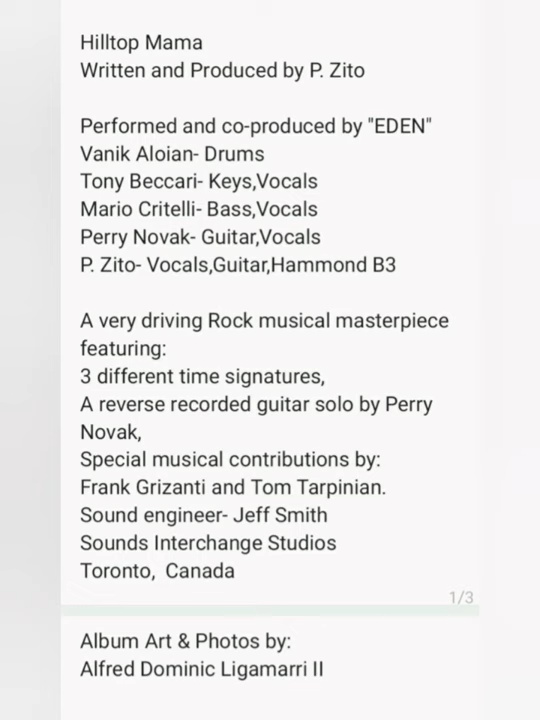 Hilltop Mama
Written and Produced by P. Zito
Performed and co-produced by "EDEN"
Vanik Aloian- Drums
Tony Beccari- Keys,Vocals
Mario Critelli- Bass,Vocals
Perry Novak- Guitar,Vocals
P. Zito- Vocals,Guitar,Hammond B3
A very driving Rock musical masterpiece
featuring:
3 different time signatures,
A reverse recorded guitar solo by Perry
Novak,
Special musical contributions by:
Frank Grizanti and Tom Tarpinian.
Sound engineer- Jeff Smith
Sounds Interchange Studios
Toronto,  Canada
1/3
Album Art & Photos by:
Alfred Dominic Ligamarri II